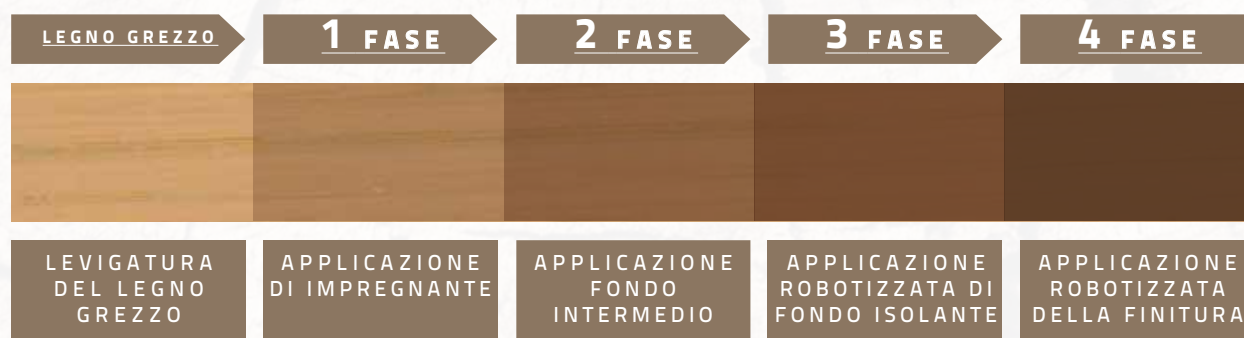 LEGNO GREZZO
1 FASE
2 FASE
3 FASE
4 FASE
LEVIGATURA
DEL LEGNO
GREZZO
APPLICAZIONE
DI IMPREGNANTE
APPLICAZIONE
FONDO
INTERMEDIO
APPLICAZIONE
ROBOTIZZATA DI
FONDO ISOLANTE
APPLICAZIONE
ROBOTIZZATA
DELLA FINITURA